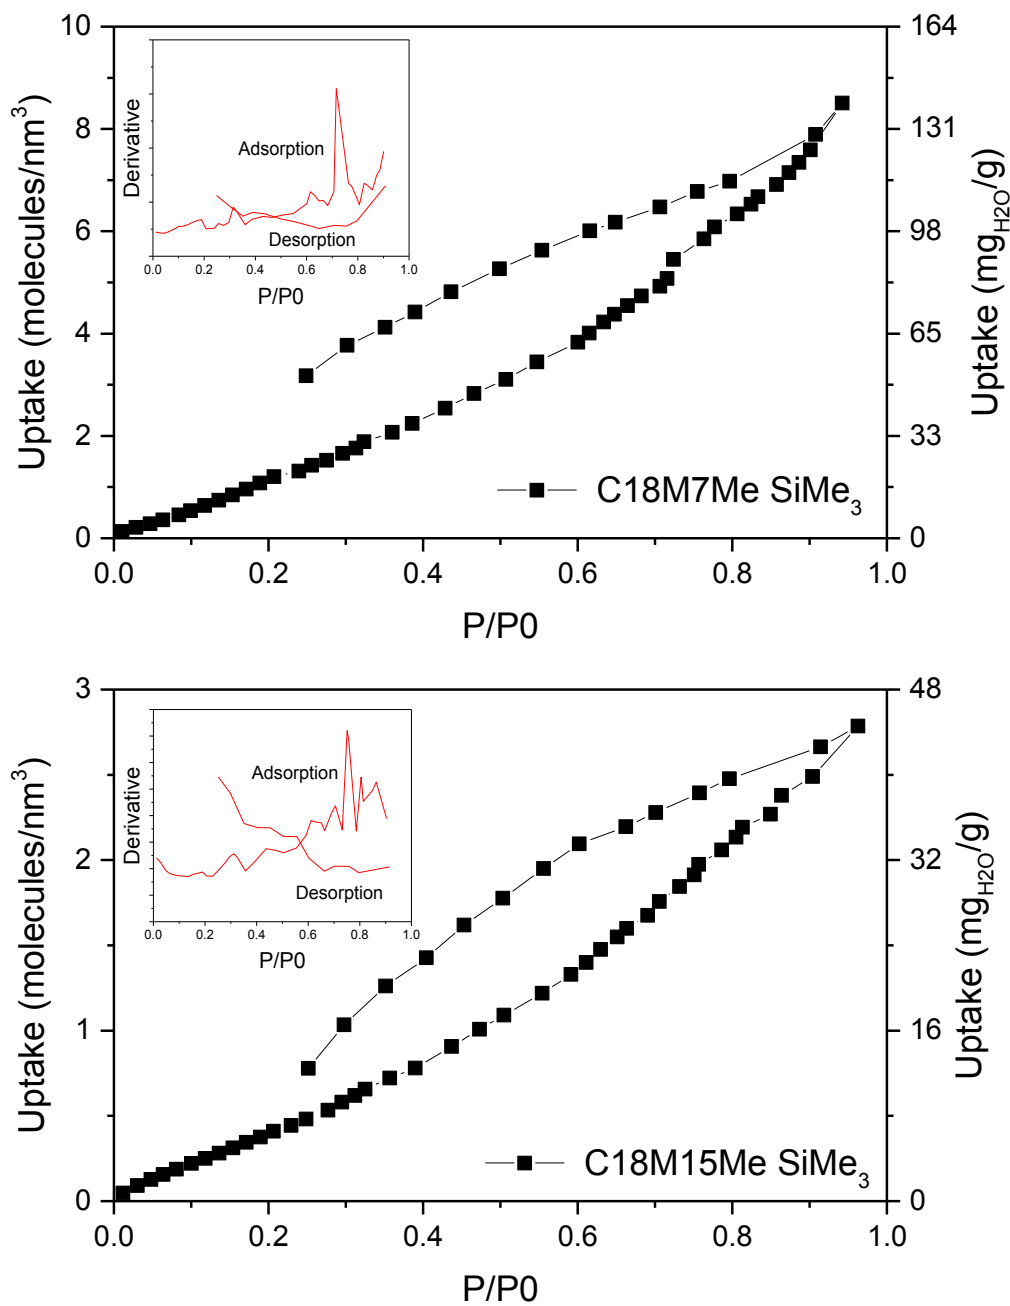 10
8
6
4
2
0
Uptake (molecules/nm³)
164
131
98
65
33
0
Uptake (mg_H2O/g)
Derivative
Adsorption
Desorption
0.0 0.2 0.4 0.6 0.8 1.0
P/P0
C18M7Me SiMe₃
0.0 0.2 0.4 0.6 0.8 1.0
P/P0
3
2
1
0
Uptake (molecules/nm³)
48
32
16
0
Uptake (mg_H2O/g)
Derivative
Adsorption
Desorption
0.0 0.2 0.4 0.6 0.8 1.0
P/P0
C18M15Me SiMe₃
0.0 0.2 0.4 0.6 0.8 1.0
P/P0